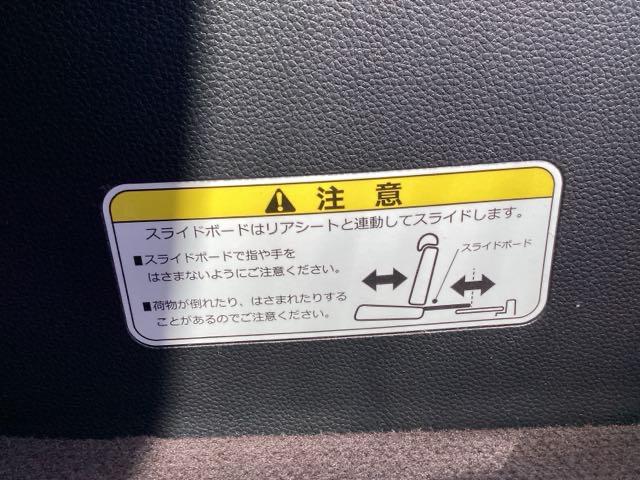 注意
スライドボードはリアシートと連動してスライドします。
■スライドボードで指や手を
はさまないようにご注意ください。
■荷物が倒れたり、はさまれたりする
ことがあるのでご注意ください。
スライドボード